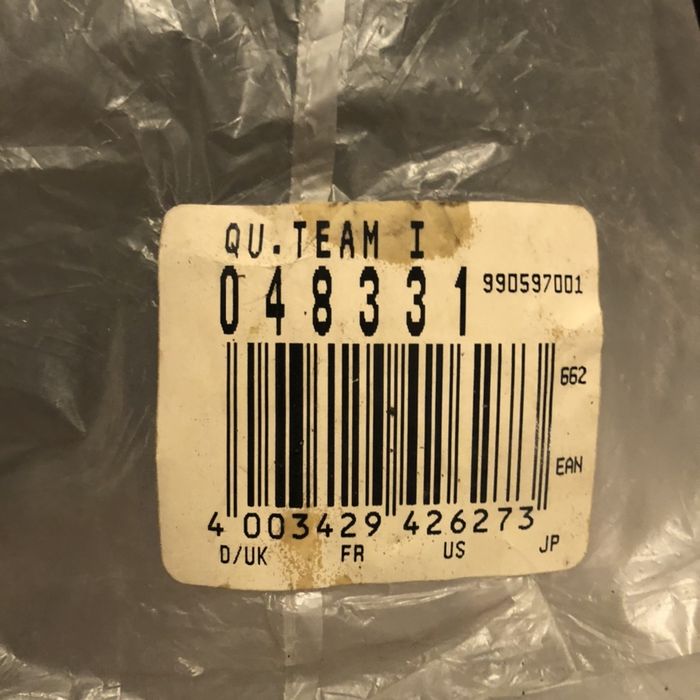 QU.TEAM I
048331 990597001
662
EAN
4 003429 426273
D/UK FR US JP